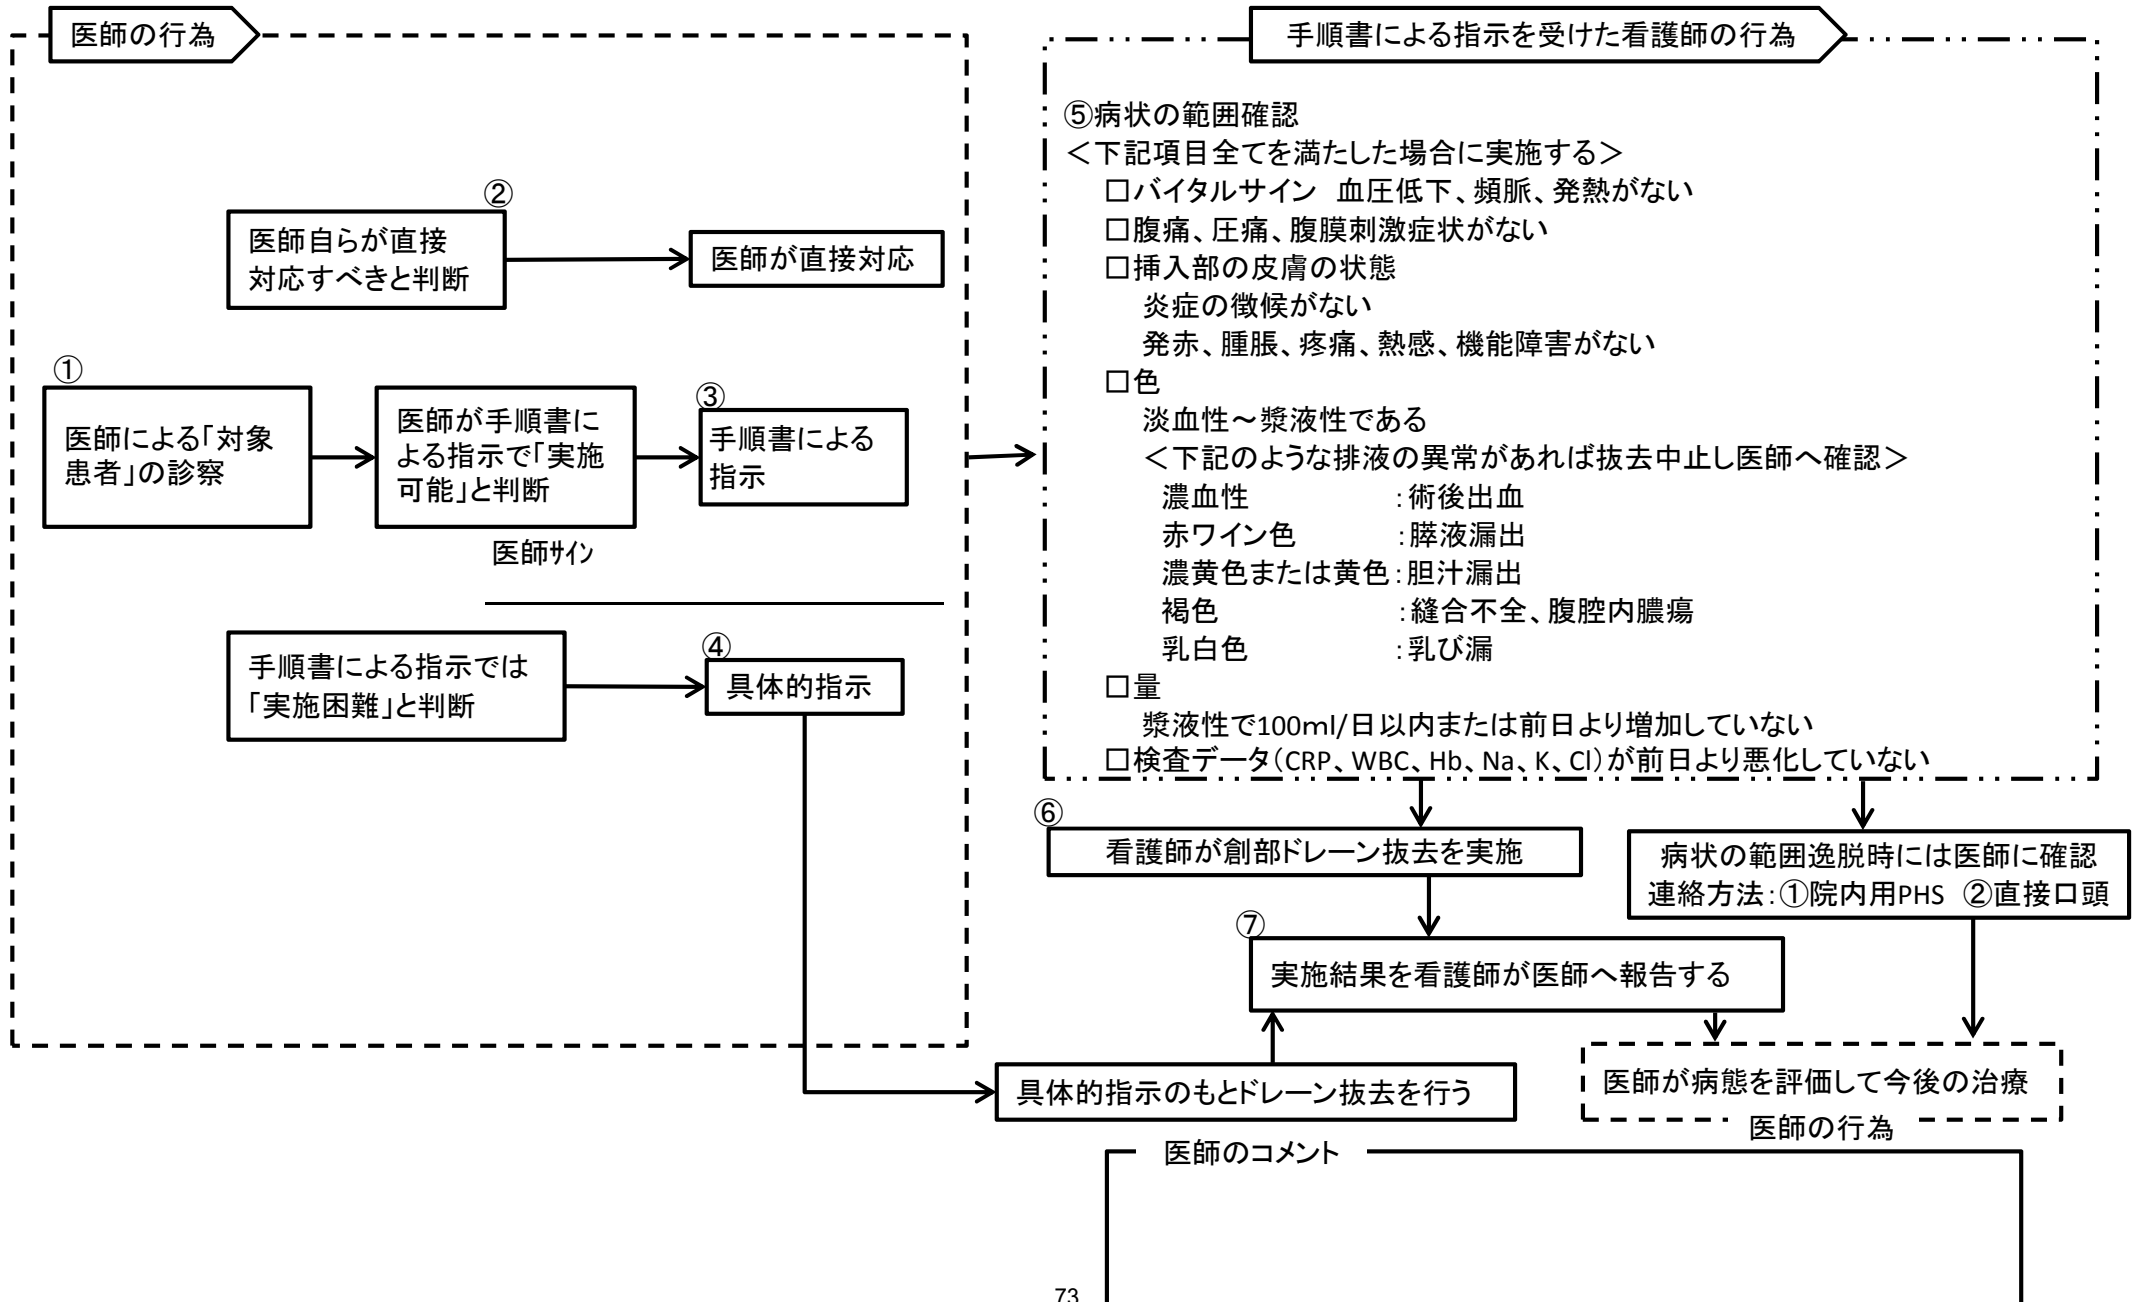 医師の行為
②
医師自らが直接
対応すべきと判断
医師が直接対応
①
医師による「対象
患者」の診察
医師が手順書に
よる指示で「実施
可能」と判断
③
手順書による
指示
医師ｻｲﾝ
手順書による指示では
「実施困難」と判断
④
具体的指示
手順書による指示を受けた看護師の行為
⑤病状の範囲確認
＜下記項目全てを満たした場合に実施する＞
□バイタルサイン　血圧低下、頻脈、発熱がない
□腹痛、圧痛、腹膜刺激症状がない
□挿入部の皮膚の状態
炎症の徴候がない
発赤、腫脹、疼痛、熱感、機能障害がない
□色
淡血性～漿液性である
＜下記のような排液の異常があれば抜去中止し医師へ確認＞
濃血性　　　　　：術後出血
赤ワイン色　　　：膵液漏出
濃黄色または黄色：胆汁漏出
褐色　　　　　　：縫合不全、腹腔内膿瘍
乳白色　　　　　：乳び漏
□量
漿液性で100ml/日以内または前日より増加していない
□検査データ（CRP、WBC、Hb、Na、K、Cl）が前日より悪化していない
⑥
看護師が創部ドレーン抜去を実施
病状の範囲逸脱時には医師に確認
連絡方法：①院内用PHS　②直接口頭
⑦
実施結果を看護師が医師へ報告する
具体的指示のもとドレーン抜去を行う
医師が病態を評価して今後の治療
医師の行為
医師のコメント
73